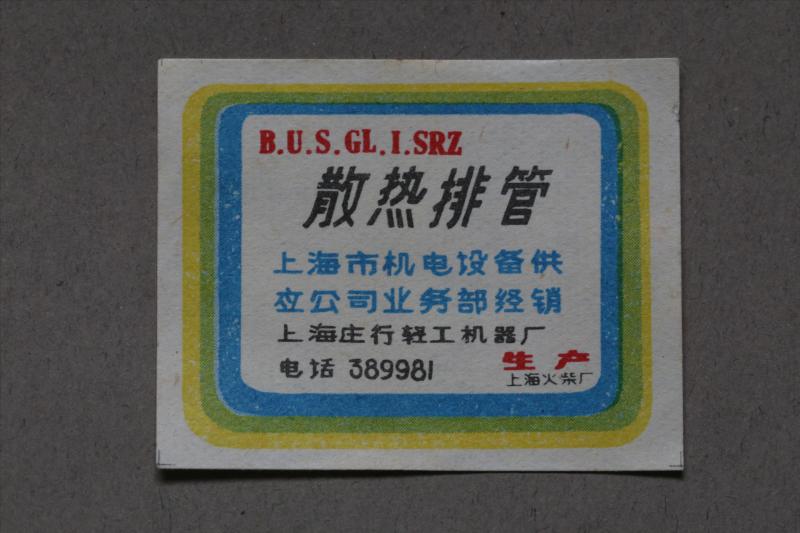 B.U.S.GL.I.SRZ
散热排管
上海市机电设备供
应公司业务部经销
上海庄行轻工机器厂
电话 389981 生产
上海火柴厂